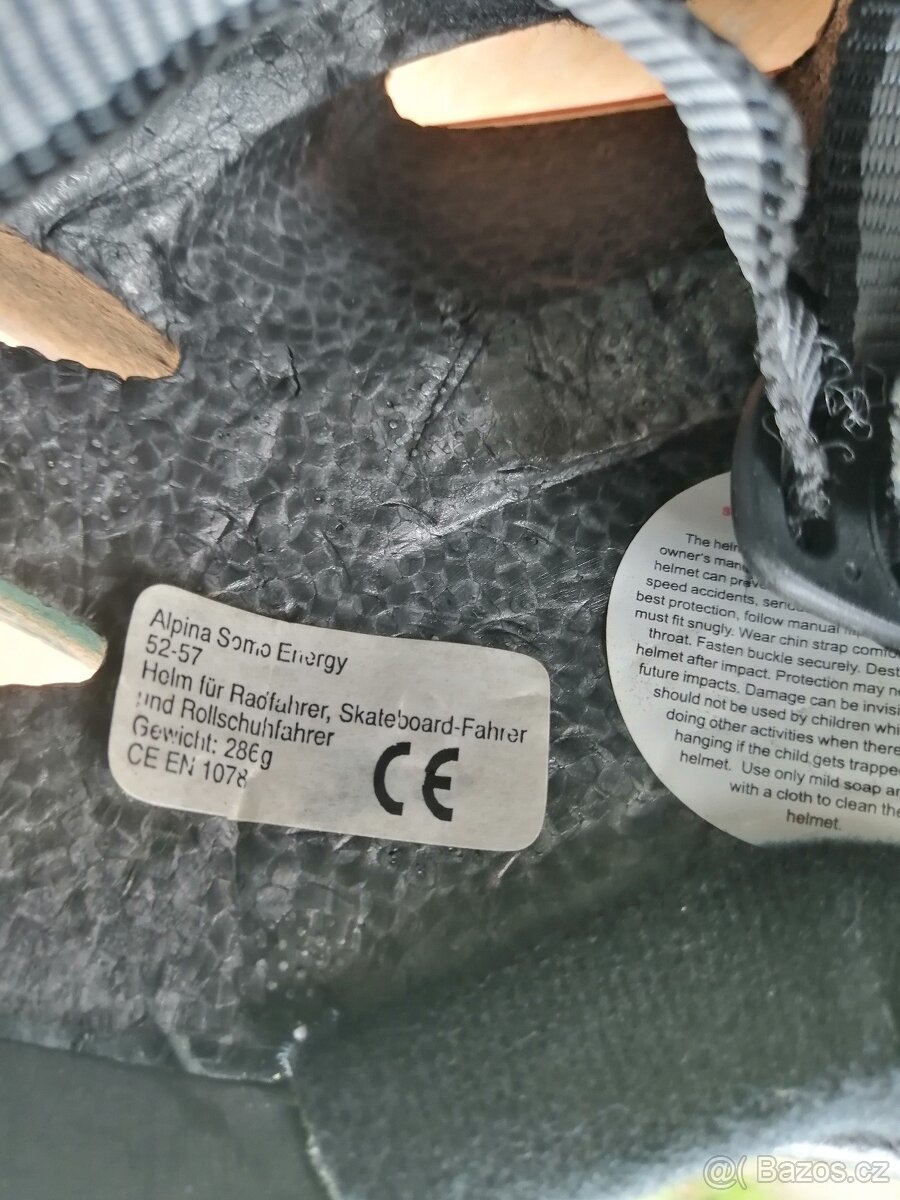 Alpina Somo Energy
52-57
Helm für Radfahrer, Skateboard-Fahrer
und Rollschuhfahrer
Gewicht: 286g
CE EN 1078
CE
The
owner's
helmet can
speed accidents,
best protection, follow manual
must fit snugly. Wear chin strap
throat. Fasten buckle securely.
helmet after impact. Protection may
future impacts. Damage can be
should not be used by children
doing other activities when there
hanging if the child gets
helmet. Use only mild soap
with a cloth to clean the
helmet.
@( Bazos.cz